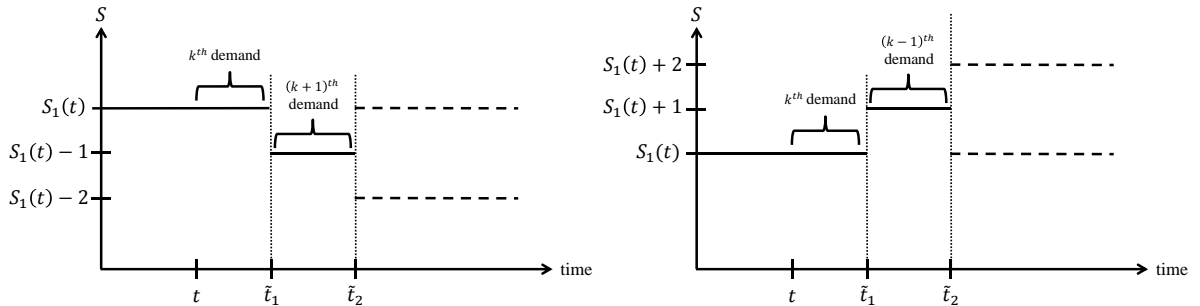 S
k^{th} demand
(k + 1)^{th}
demand
S_1(t)
S_1(t) − 1
S_1(t) − 2
t
t̃_1
t̃_2
time
S
(k − 1)^{th}
demand
k^{th} demand
S_1(t) + 2
S_1(t) + 1
S_1(t)
t
t̃_1
t̃_2
time